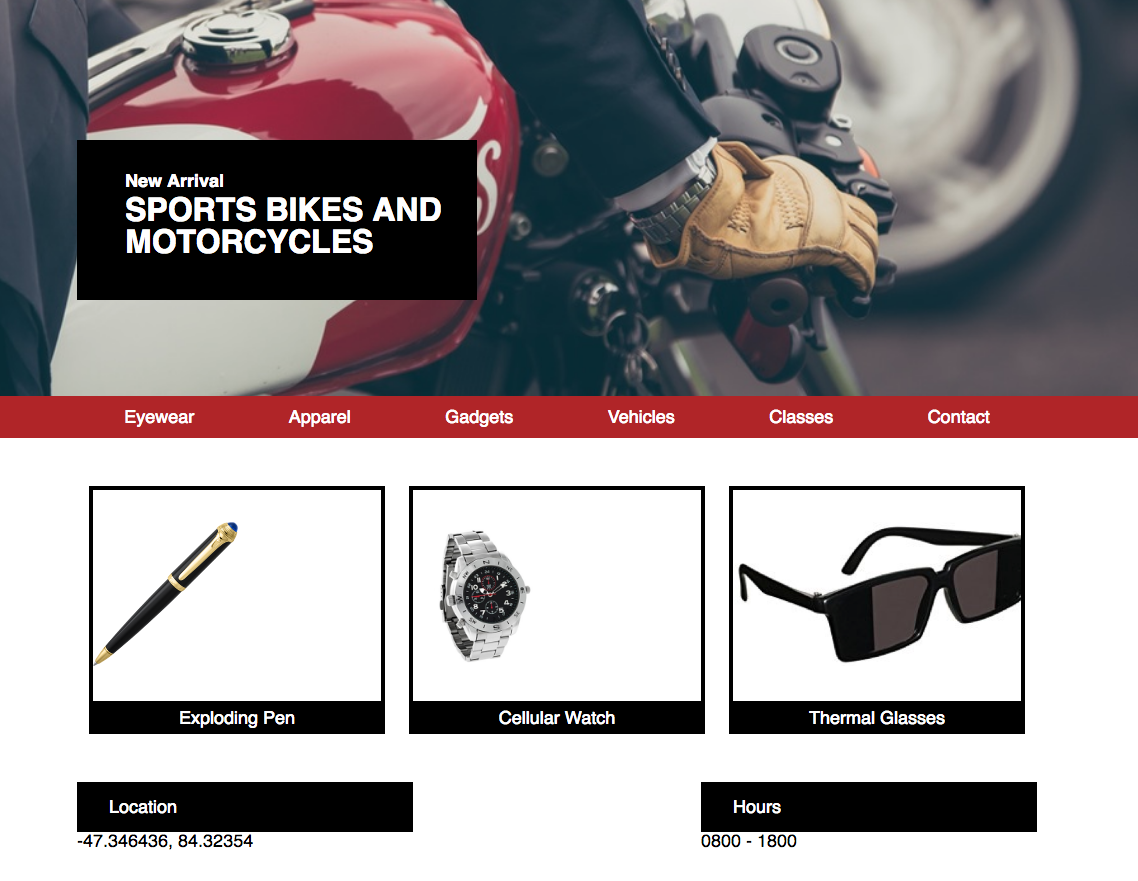 New Arrival
SPORTS BIKES AND
MOTORCYCLES
Eyewear Apparel Gadgets Vehicles Classes Contact
Exploding Pen Cellular Watch Thermal Glasses
Location Hours
-47.346436, 84.32354 0800 - 1800